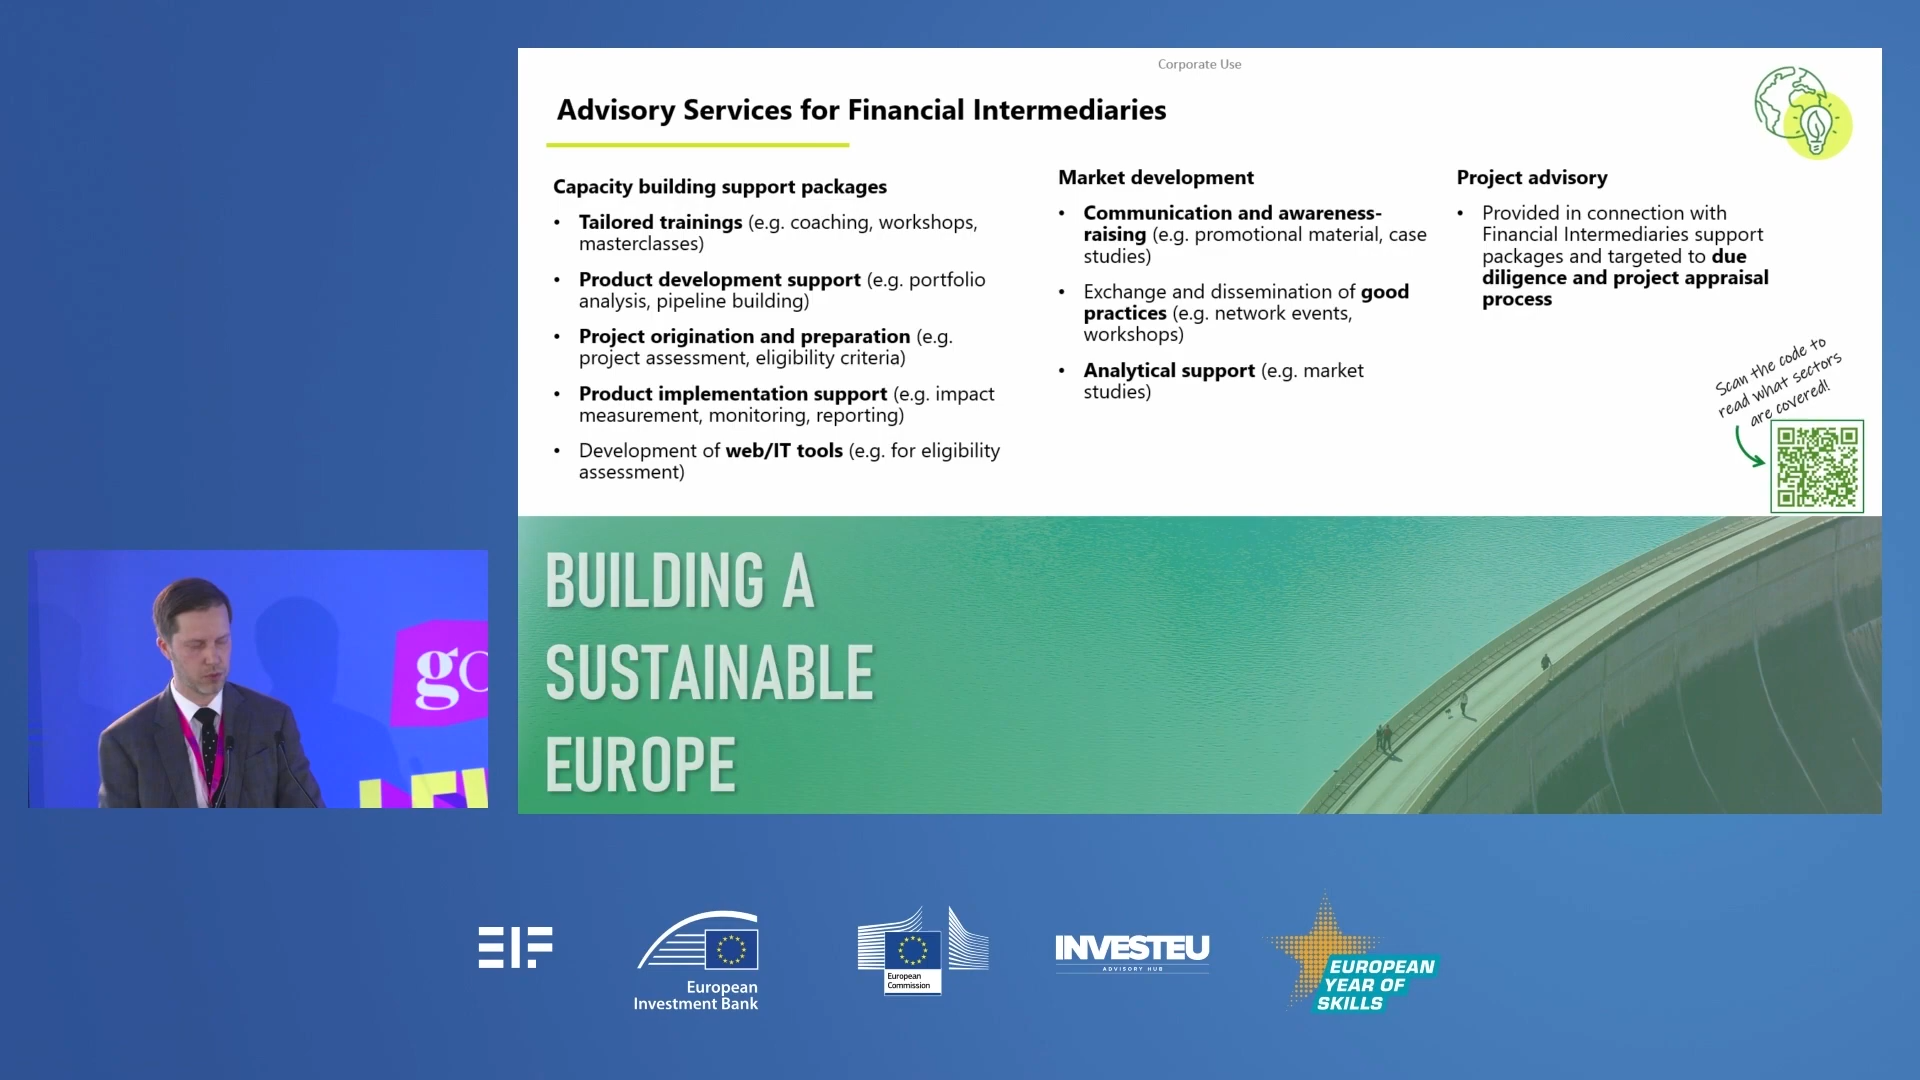 Corporate Use
Advisory Services for Financial Intermediaries
Capacity building support packages
• Tailored trainings (e.g. coaching, workshops,
masterclasses)
• Product development support (e.g. portfolio
analysis, pipeline building)
• Project origination and preparation (e.g.
project assessment, eligibility criteria)
• Product implementation support (e.g. impact
measurement, monitoring, reporting)
• Development of web/IT tools (e.g. for eligibility
assessment)
Market development
• Communication and awareness-
raising (e.g. promotional material, case
studies)
• Exchange and dissemination of good
practices (e.g. network events,
workshops)
• Analytical support (e.g. market
studies)
Project advisory
• Provided in connection with
Financial Intermediaries support
packages and targeted to due
diligence and project appraisal
process
Scan the code to
read what sectors
are covered!
BUILDING A
SUSTAINABLE
EUROPE
EIF
European
Investment Bank
European
Commission
INVESTEU
ADVISORY HUB
EUROPEAN
YEAR OF
SKILLS